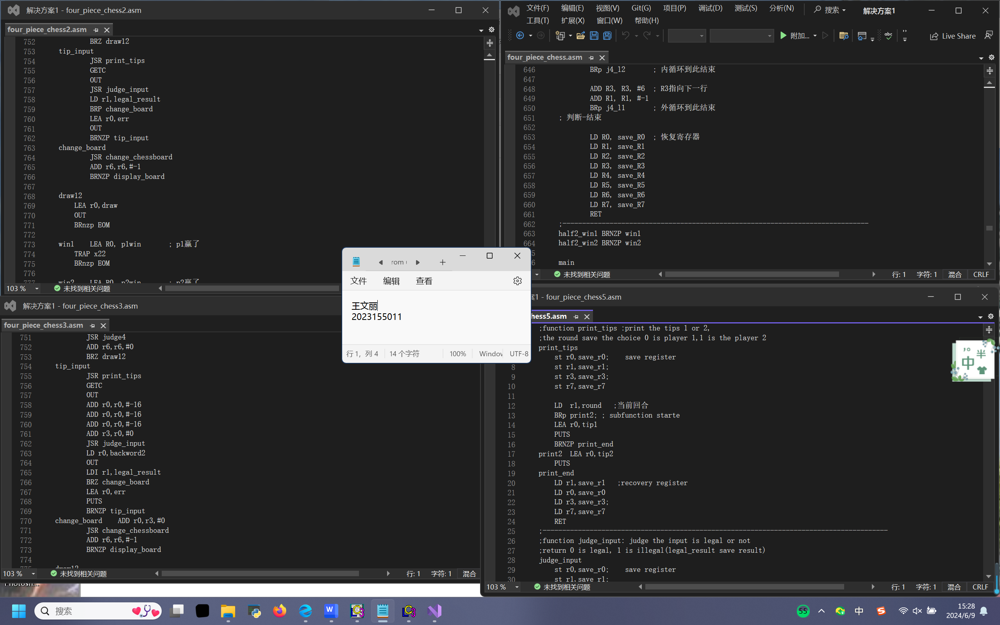 解决方案1 - four_piece_chess2.asm
four_piece_chess2.asm
752 BRZ draw12
753 tip_input
754 JSR print_tips
755 GETC
756 OUT
757 JSR judge_input
758 LD r1,legal_result
759 BRP change_board
760 LEA r0,err
761 OUT
762 BRNZP tip_input
763 change_board
764 JSR change_chessboard
765 ADD r6,r6,#-1
766 BRNZP display_board
767
768 draw12
769 LEA r0,draw
770 OUT
771 BRnzp EOM
772
773 win1 LEA R0, p1win ; p1赢了
774 TRAP x22
775 BRnzp EOM
776
777 win2 LEA R0, p2win ; p2赢了
103 % 未找到相关问题
文件(F) 编辑(E) 视图(V) Git(G) 项目(P) 调试(D) 测试(S) 分析(N) 搜索 解决方案1
工具(T) 扩展(X) 窗口(W) 帮助(H)
附加... Live Share
four_piece_chess.asm
646 BRp j4_l2 ; 内循环到此结束
647
648 ADD R3, R3, #6 ; R3指向下一行
649 ADD R1, R1, #-1
650 BRp j4_l1 ; 外循环到此结束
651 ; 判断-结束
652
653 LD R0, save_R0 ; 恢复寄存器
654 LD R1, save_R1
655 LD R2, save_R2
656 LD R3, save_R3
657 LD R4, save_R4
658 LD R5, save_R5
659 LD R6, save_R6
660 LD R7, save_R7
661 RET
662 ;------------------------------------------------------------------------------
663 half2_win1 BRNZP win1
664 half2_win2 BRNZP win2
5
6 main
未找到相关问题 行: 1 字符: 1 混合 CRLF
rom
文件 编辑 查看
王文丽
2023155011
行 1，列 4 14 个字符 100% Window UTF-8
解决方案1 - four_piece_chess3.asm
four_piece_chess3.asm
751 JSR judge4
752 ADD r6,r6,#0
753 BRZ draw12
754 tip_input
755 JSR print_tips
756 GETC
757 OUT
758 ADD r0,r0,#-16
759 ADD r0,r0,#-16
760 ADD r0,r0,#-16
761 ADD r3,r0,#0
762 JSR judge_input
763 LD r0,backword2
764 OUT
765 LDI r1,legal_result
766 BRZ change_board
767 LEA r0,err
768 PUTS
769 BRNZP tip_input
770 change_board ADD r0,r3,#0
771 JSR change_chessboard
772 ADD r6,r6,#-1
773 BRNZP display_board
774
775 draw12
103 % 未找到相关问题 行: 1 字符: 1 混合
案1 - four_piece_chess5.asm
hess5.asm
;function print_tips :print the tips 1 or 2,
;the round save the choice 0 is player 1,1 is the player 2
print_tips
st r0,save_r0; save register
8 st r1,save_r1;
9 st r3,save_r3;
10 st r7,save_r7
11
12 LD r1,round ;当前回合
13 BRp print2; ; subfunction starte
14 LEA r0,tip1
15 PUTS
16 BRNZP print_end
17 print2 LEA r0,tip2
18 PUTS
19 print_end
20 LD r1,save_r1 ;recovery register
21 LD r0,save_r0
22 LD r3,save_r3;
23 LD r7,save_r7
24 RET
25 ;----------------------------------------------------------------------------------------
26 ;function judge_input: judge the input is legal or not
27 ;return 0 is legal, 1 is illegal(legal_result save result)
28 judge_input
29 st r0,save_r0; save register
30 st r1,save_r1;
103 % 未找到相关问题 行: 1 字符: 1 混合 CRLF
半
中
Photosh...
搜索
55 中 15:28
2024/6/9